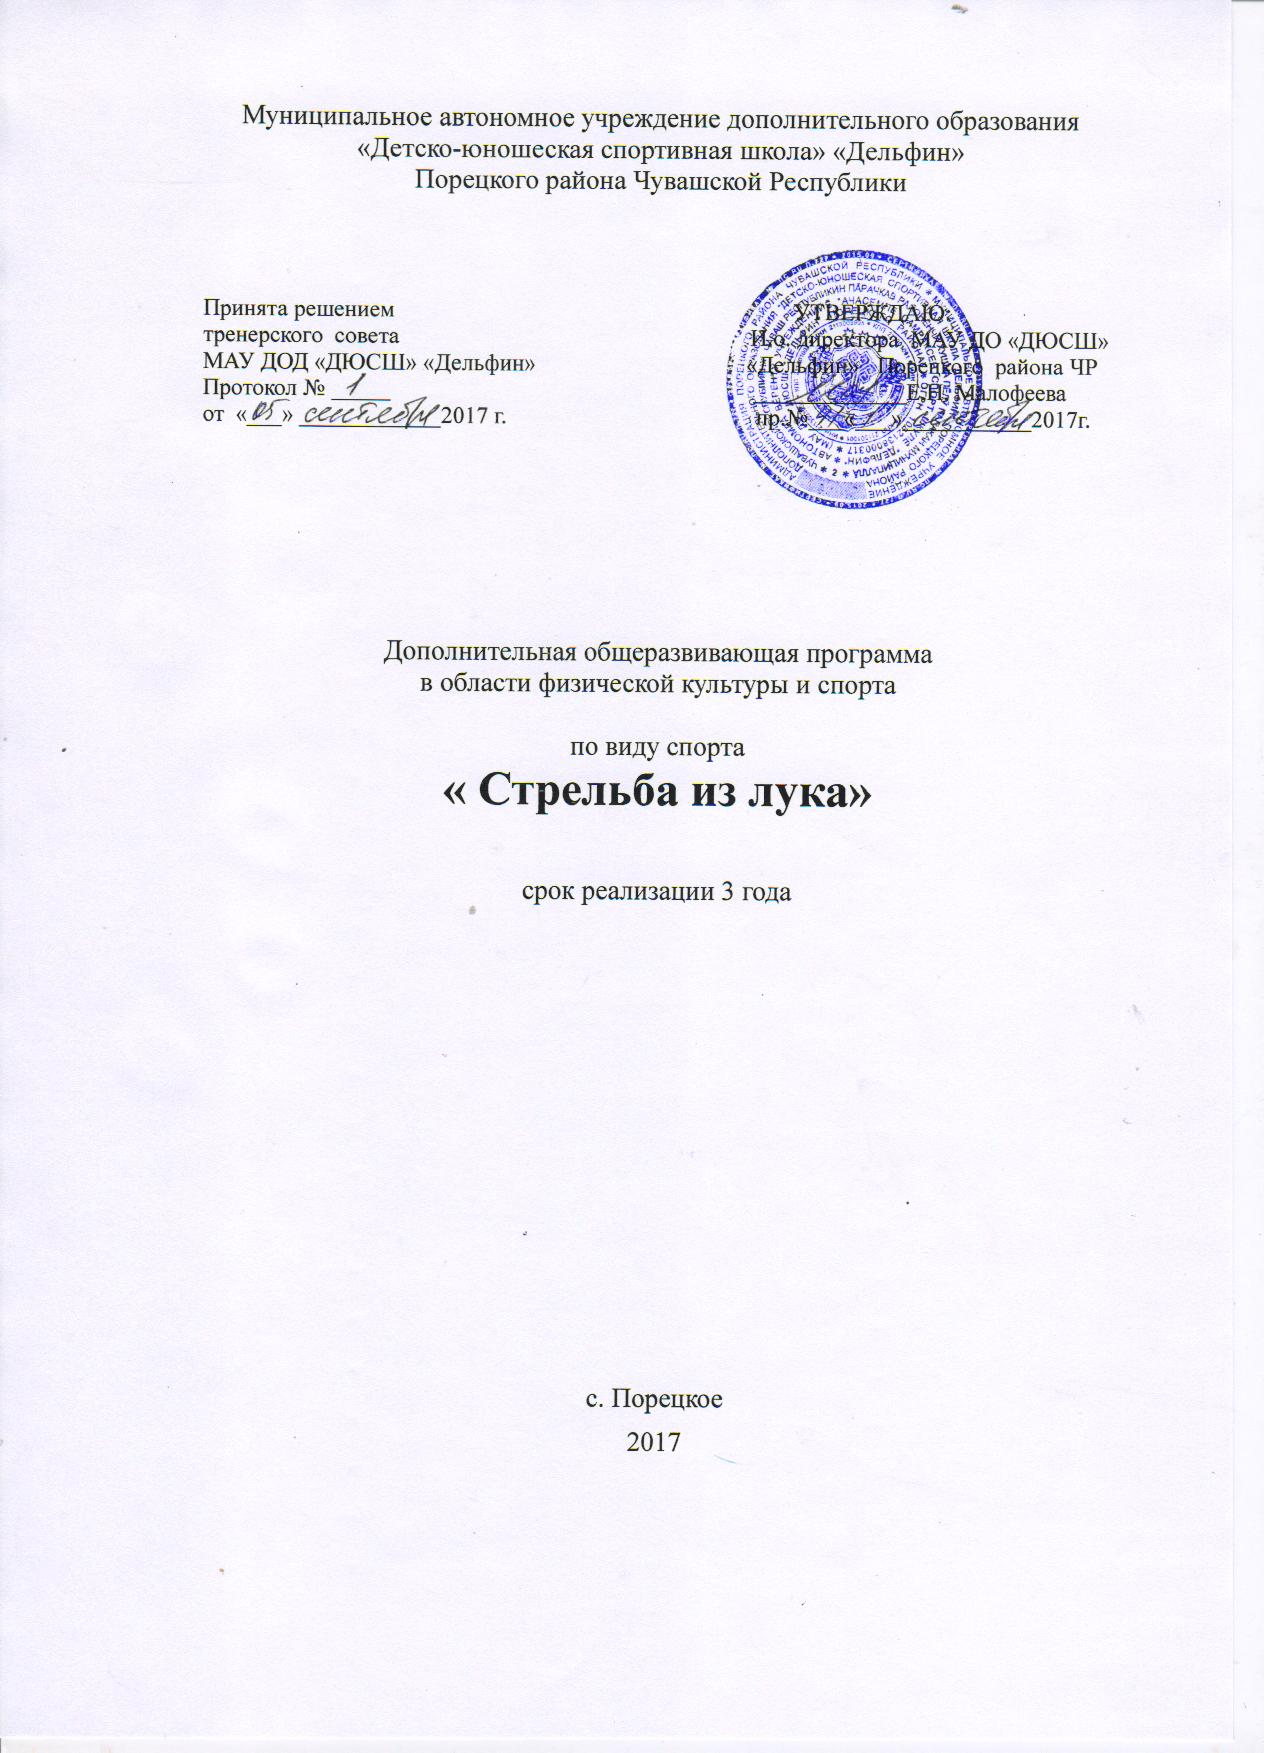 Муниципальное автономное учреждение дополнительного образования
«Детско-юношеская спортивная школа» «Дельфин»
Порецкого района Чувашской Республики
Принята решением
тренерского совета
МАУ ДОД «ДЮСШ» «Дельфин»
Протокол № 1
от «05» сентября 2017 г.
УТВЕРЖДАЮ
И.о. директора МАУ ДО «ДЮСШ»
«Дельфин» Порецкого района ЧР
Е.Н. Малофеева
пр.№ « » 2017г.
Дополнительная общеразвивающая программа
в области физической культуры и спорта
по виду спорта
« Стрельба из лука»
срок реализации 3 года
с. Порецкое
2017